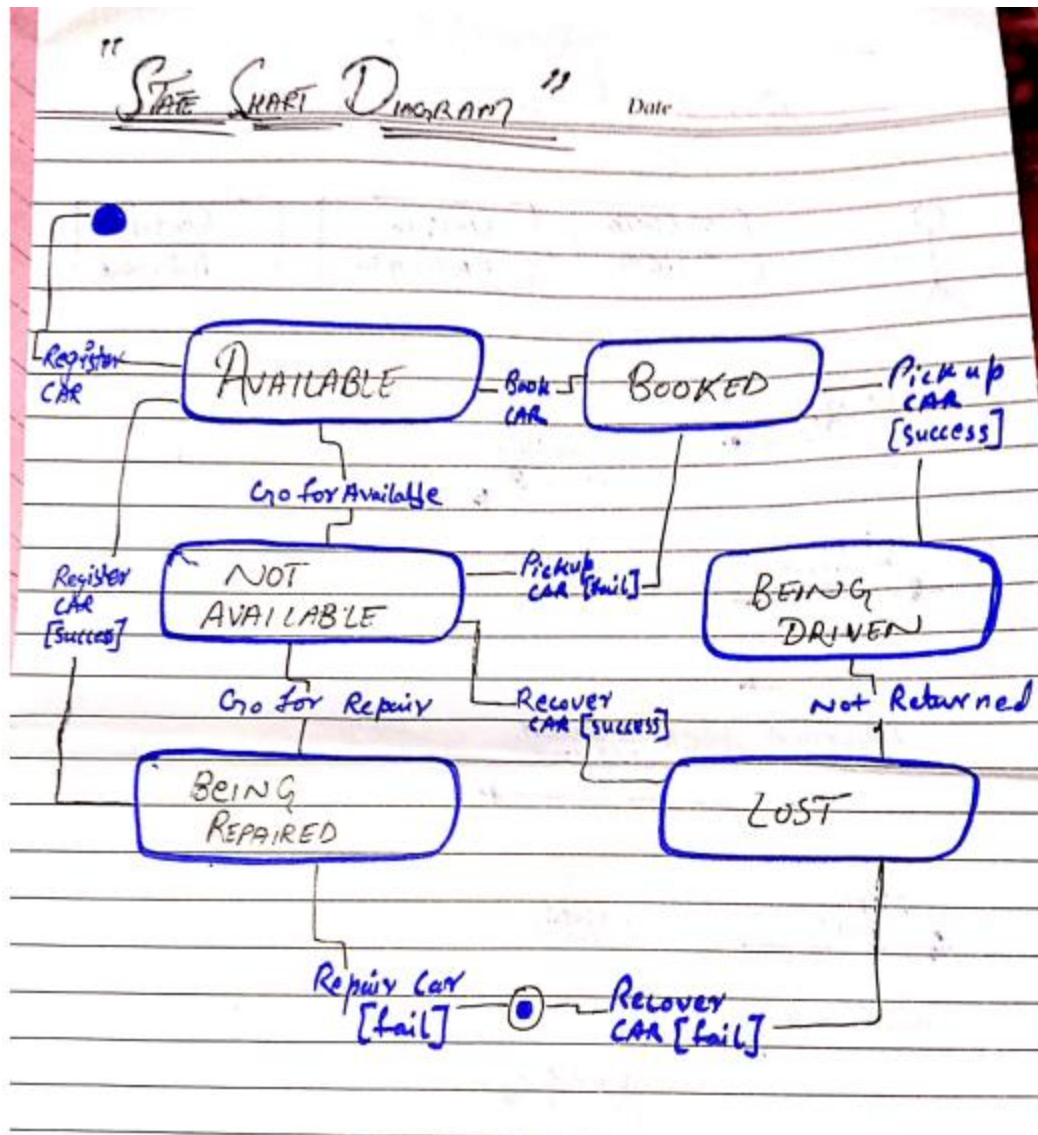 "STATE SHART DIAGRAM"
Date
Register
CAR
AVAILABLE
Book
CAR
BOOKED
Pick up
CAR
[success]
Go for Available
Register
CAR
[success]
NOT
AVAILABLE
Pickup
CAR [fail]
BEING
DRIVEN
Go for Repair
Recover
CAR [success]
Not Returned
BEING
REPAIRED
LOST
Repair Car
[fail]
Recover
CAR [fail]